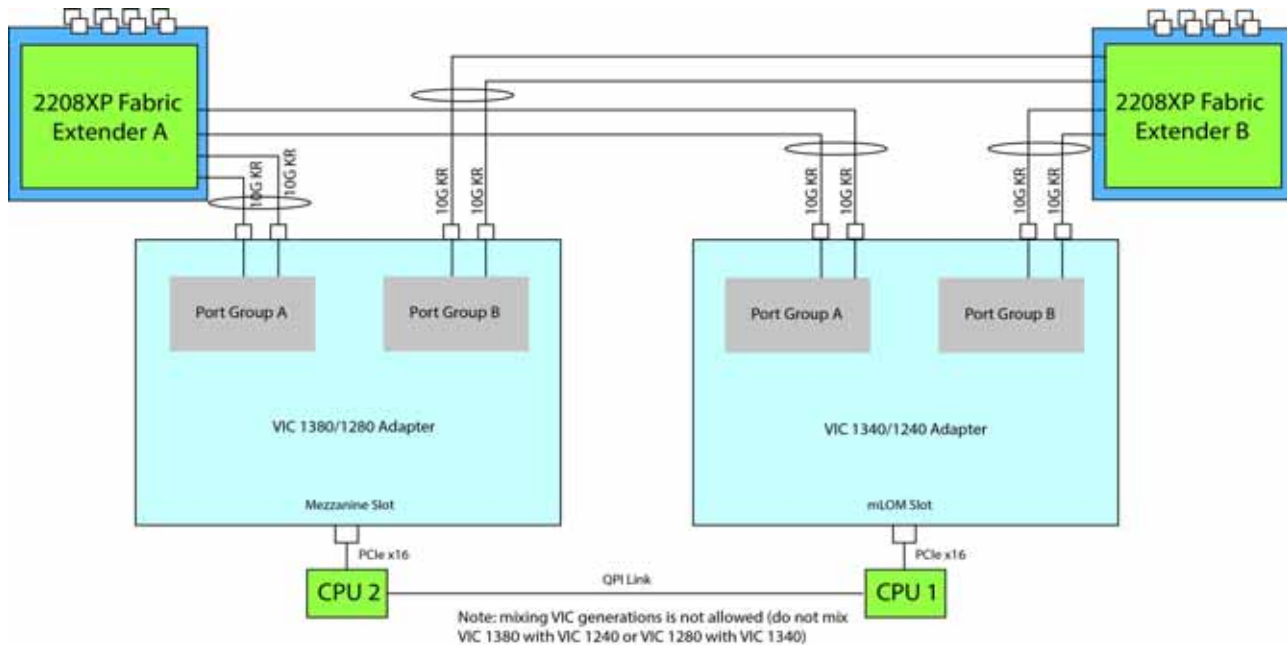 2208XP Fabric
Extender A
2208XP Fabric
Extender B
10G KR
10G KR
10G KR
10G KR
10G KR
10G KR
10G KR
10G KR
Port Group A
Port Group B
Port Group A
Port Group B
VIC 1380/1280 Adapter
VIC 1340/1240 Adapter
Mezzanine Slot
mLOM Slot
PCIe x16
PCIe x16
CPU 2
QPI Link
CPU 1
Note: mixing VIC generations is not allowed (do not mix
VIC 1380 with VIC 1240 or VIC 1280 with VIC 1340)